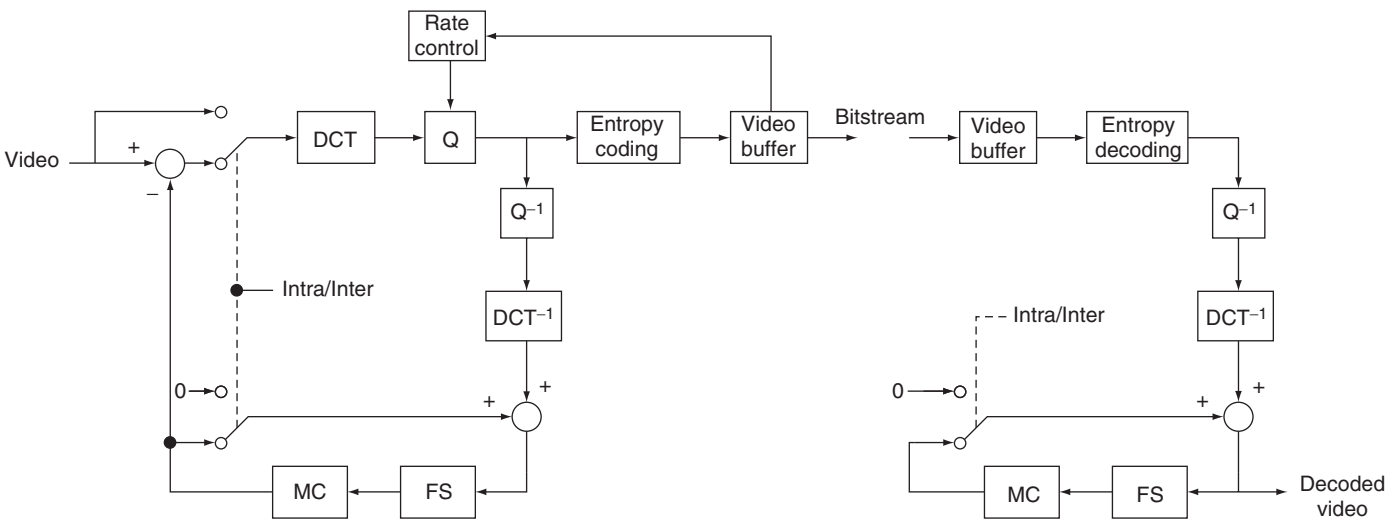 Rate
control
Bitstream
Video
+
DCT
Q
Entropy
coding
Video
buffer
Video
buffer
Entropy
decoding
−
Q−1
Q−1
Intra/Inter
DCT−1
Intra/Inter
DCT−1
0
+
+
0
+
+
MC
FS
MC
FS
Decoded
video